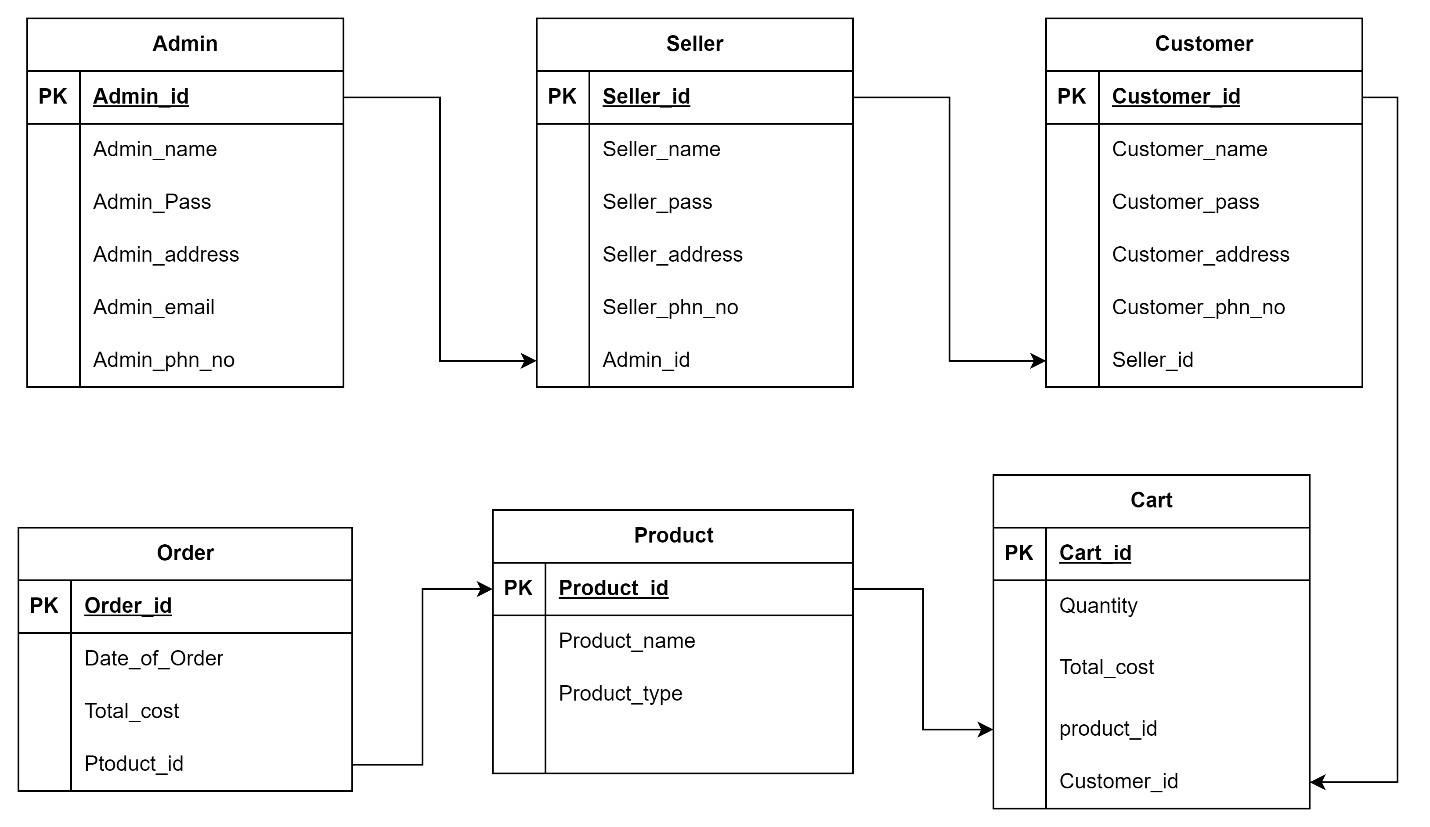 Admin
PK Admin_id
Admin_name
Admin_Pass
Admin_address
Admin_email
Admin_phn_no
Seller
PK Seller_id
Seller_name
Seller_pass
Seller_address
Seller_phn_no
Admin_id
Customer
PK Customer_id
Customer_name
Customer_pass
Customer_address
Customer_phn_no
Seller_id
Order
PK Order_id
Date_of_Order
Total_cost
Ptoduct_id
Product
PK Product_id
Product_name
Product_type
Cart
PK Cart_id
Quantity
Total_cost
product_id
Customer_id